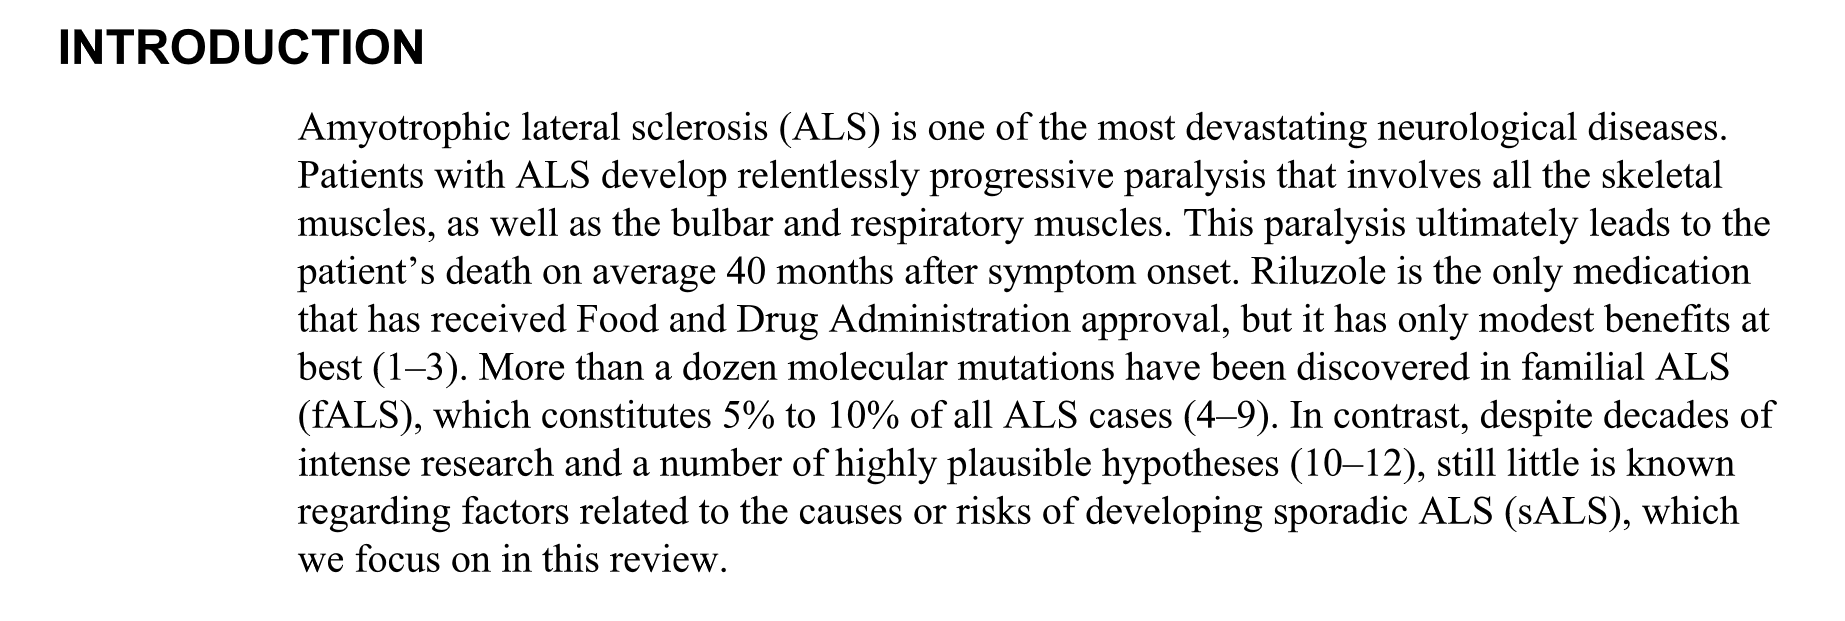 INTRODUCTION
Amyotrophic lateral sclerosis (ALS) is one of the most devastating neurological diseases.
Patients with ALS develop relentlessly progressive paralysis that involves all the skeletal
muscles, as well as the bulbar and respiratory muscles. This paralysis ultimately leads to the
patient’s death on average 40 months after symptom onset. Riluzole is the only medication
that has received Food and Drug Administration approval, but it has only modest benefits at
best (1–3). More than a dozen molecular mutations have been discovered in familial ALS
(fALS), which constitutes 5% to 10% of all ALS cases (4–9). In contrast, despite decades of
intense research and a number of highly plausible hypotheses (10–12), still little is known
regarding factors related to the causes or risks of developing sporadic ALS (sALS), which
we focus on in this review.